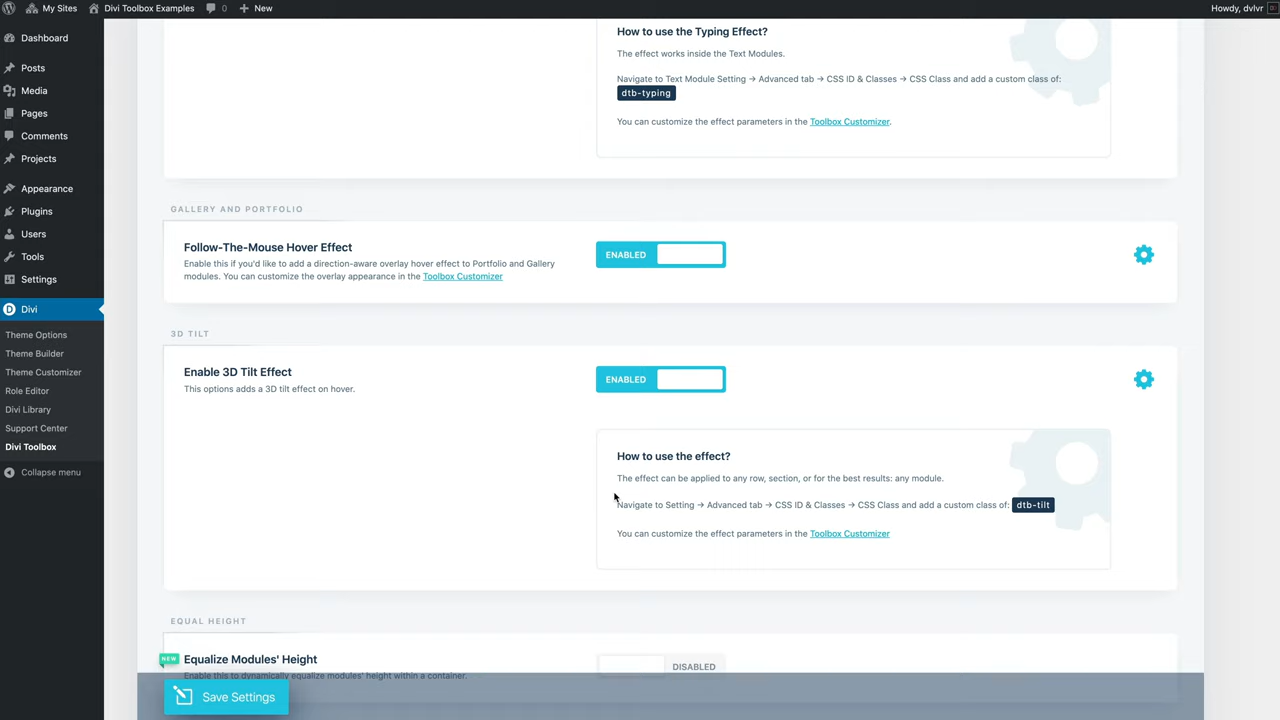 My Sites
Divi Toolbox Examples
0
New
Howdy, dvlvr
Dashboard
Posts
Media
Pages
Comments
Projects
Appearance
Plugins
Users
Tools
Settings
Divi
Theme Options
Theme Builder
Theme Customizer
Role Editor
Divi Library
Support Center
Divi Toolbox
Collapse menu
How to use the Typing Effect?
The effect works inside the Text Modules.
Navigate to Text Module Setting → Advanced tab → CSS ID & Classes → CSS Class and add a custom class of:
dtb-typing
You can customize the effect parameters in the Toolbox Customizer.
GALLERY AND PORTFOLIO
Follow-The-Mouse Hover Effect
Enable this if you'd like to add a direction-aware overlay hover effect to Portfolio and Gallery
modules. You can customize the overlay appearance in the Toolbox Customizer
ENABLED
3D TILT
Enable 3D Tilt Effect
This options adds a 3D tilt effect on hover.
ENABLED
How to use the effect?
The effect can be applied to any row, section, or for the best results: any module.
Navigate to Setting → Advanced tab → CSS ID & Classes → CSS Class and add a custom class of: dtb-tilt
You can customize the effect parameters in the Toolbox Customizer
EQUAL HEIGHT
NEW
Equalize Modules' Height
Enable this to dynamically equalize modules' height within a container.
DISABLED
Save Settings